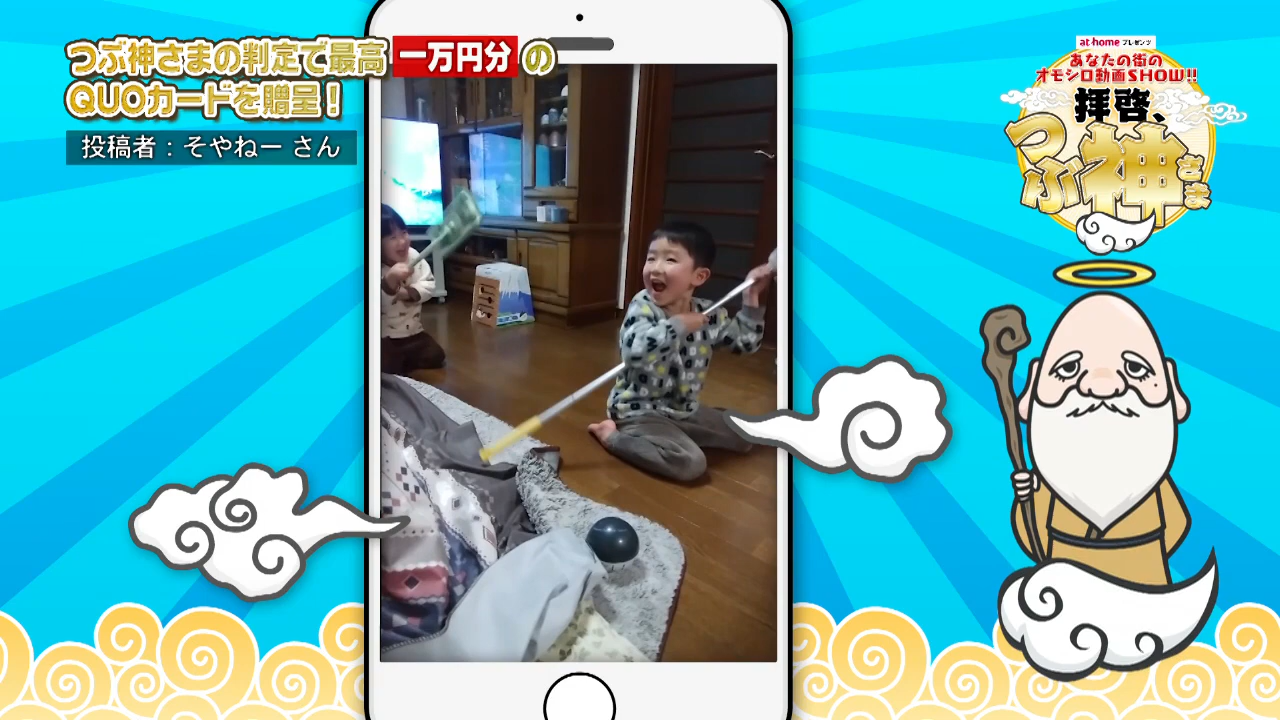 つぶ神さまの判定で最高 一万円分 の
QUOカードを贈呈!
投稿者:そやねー さん
at home プレゼンツ
あなたの街の
オモシロ動画SHOW!!
拝啓、
つぶ神さま